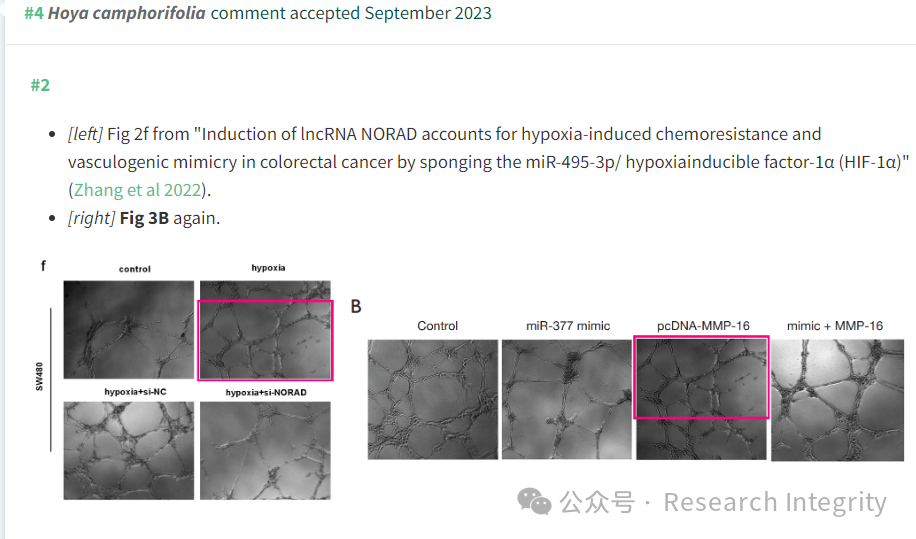 #4 Hoya camphorifolia comment accepted September 2023
#2
[left] Fig 2f from "Induction of lncRNA NORAD accounts for hypoxia-induced chemoresistance and
vasculogenic mimicry in colorectal cancer by sponging the miR-495-3p/ hypoxiainducible factor-1α (HIF-1α)"
(Zhang et al 2022).
[right] Fig 3B again.
f
control hypoxia
SW480
hypoxia+si-NC hypoxia+si-NORAD
B
Control miR-377 mimic pcDNA-MMP-16 mimic + MMP-16
公众号 · Research Integrity